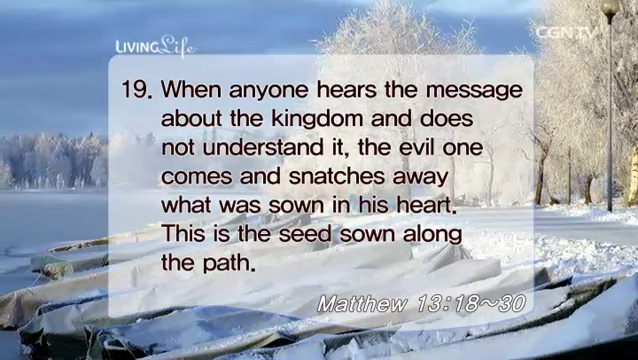 LIVING Life
CGNTV
19. When anyone hears the message
about the kingdom and does
not understand it, the evil one
comes and snatches away
what was sown in his heart.
This is the seed sown along
the path.
Matthew 13:18~30